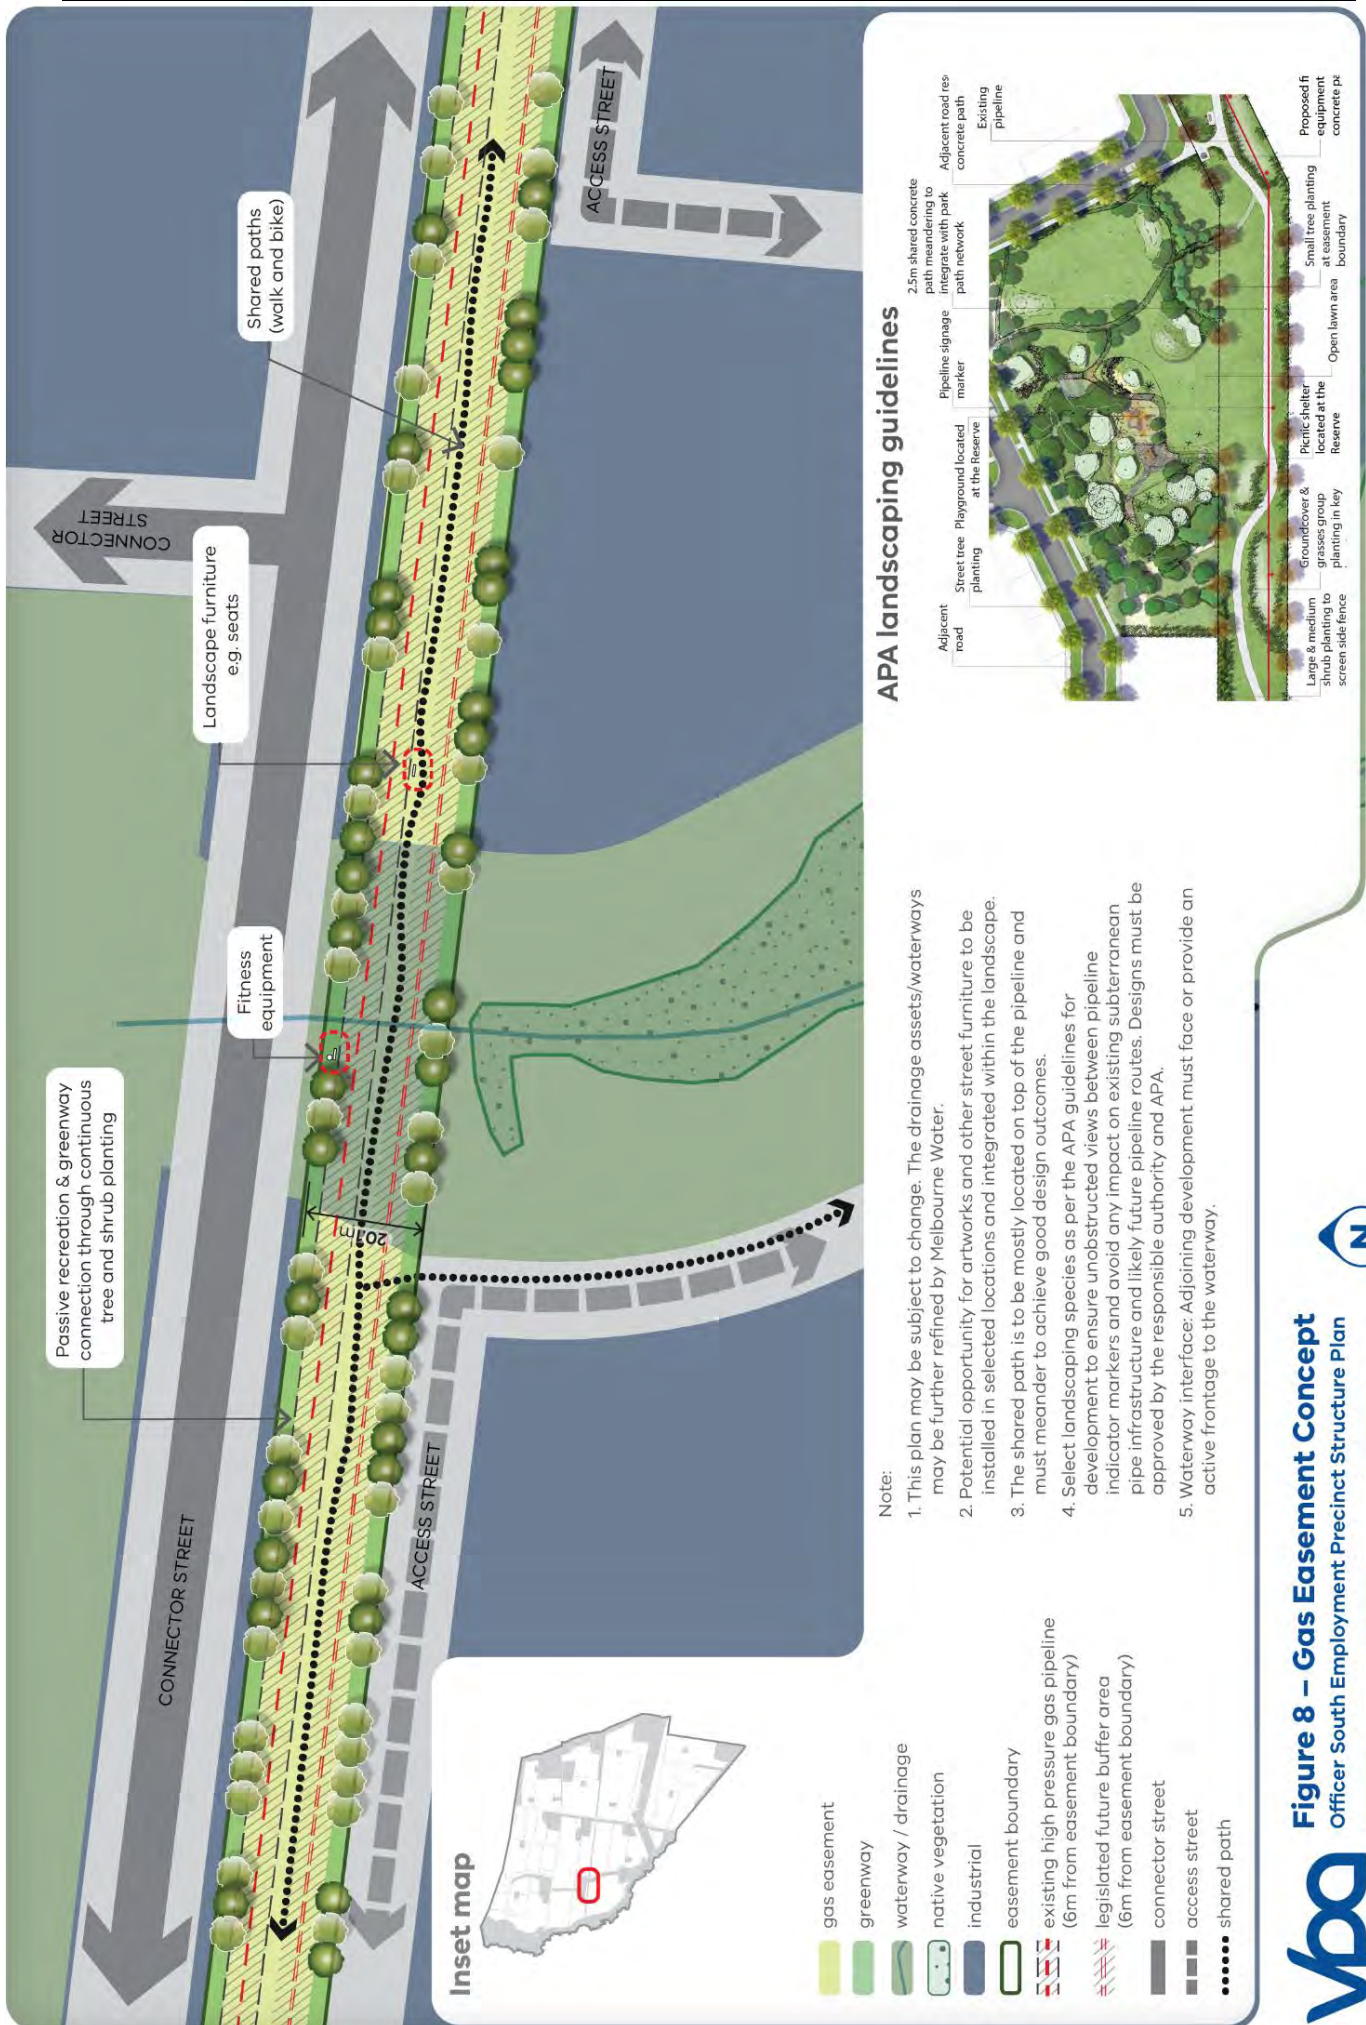 Passive recreation & greenway
connection through continuous
tree and shrub planting
Fitness
equipment
Landscape furniture
e.g. seats
Shared paths
(walk and bike)
CONNECTOR STREET
CONNECTOR
STREET
ACCESS STREET
ACCESS STREET
20.1m
Inset map
gas easement
greenway
waterway / drainage
native vegetation
industrial
easement boundary
existing high pressure gas pipeline
(6m from easement boundary)
legislated future buffer area
(6m from easement boundary)
connector street
access street
shared path
Note:
1. This plan may be subject to change. The drainage assets/waterways
may be further refined by Melbourne Water.
2. Potential opportunity for artworks and other street furniture to be
installed in selected locations and integrated within the landscape.
3. The shared path is to be mostly located on top of the pipeline and
must meander to achieve good design outcomes.
4. Select landscaping species as per the APA guidelines for
development to ensure unobstructed views between pipeline
indicator markers and avoid any impact on existing subterranean
pipe infrastructure and likely future pipeline routes. Designs must be
approved by the responsible authority and APA.
5. Waterway interface: Adjoining development must face or provide an
active frontage to the waterway.
APA landscaping guidelines
Adjacent
road
Street tree
planting
Playground located
at the Reserve
Pipeline signage
marker
2.5m shared concrete
path meandering to
integrate with park
path network
Adjacent road res
concrete path
Existing
pipeline
Large & medium
shrub planting to
screen side fence
Groundcover &
grasses group
planting in key
Picnic shelter
located at the
Reserve
Open lawn area
Small tree planting
at easement
boundary
Proposed fi
equipment
concrete pa
vpa
Figure 8 – Gas Easement Concept
Officer South Employment Precinct Structure Plan
N